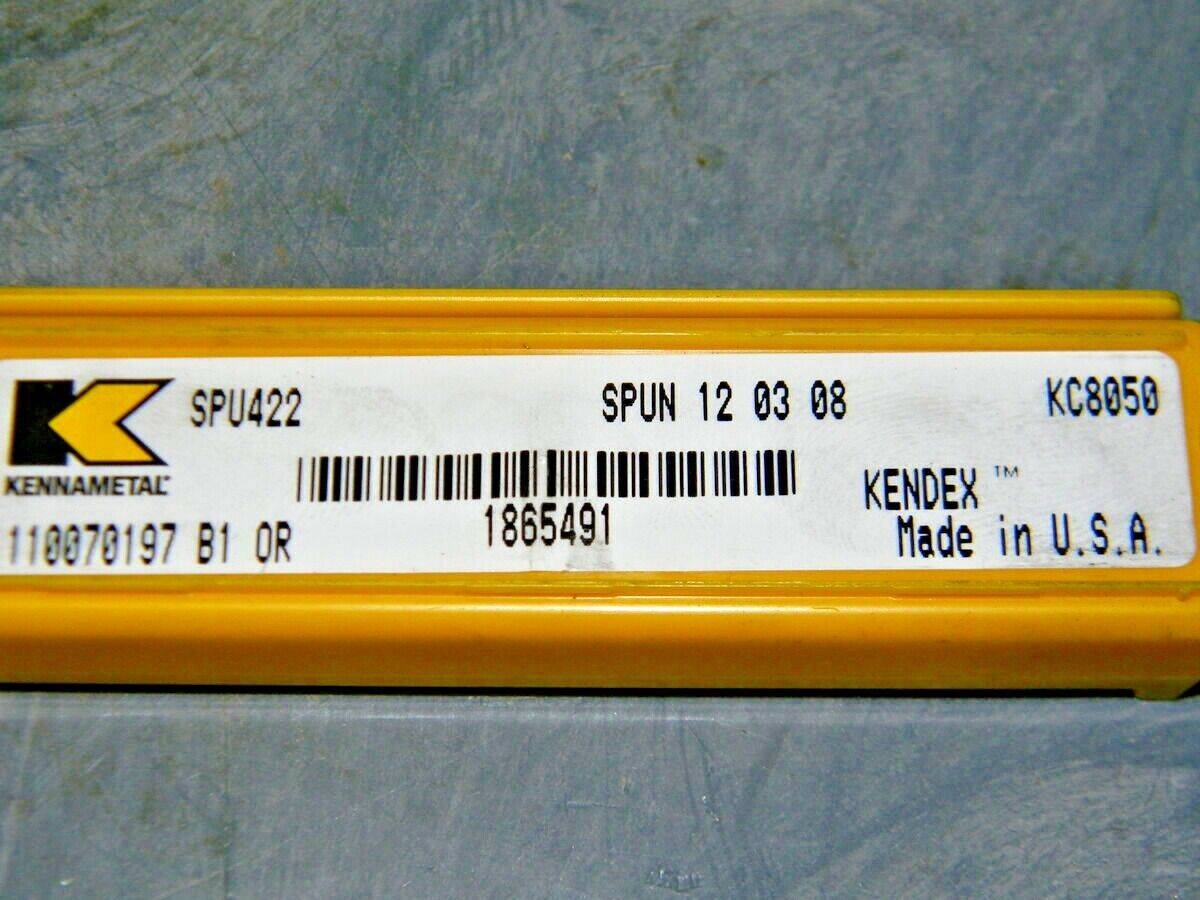 SPU422 SPUN 12 03 08 KC8050
KENNAMETAL
KENDEX ™
110070197 B1 OR 1865491 Made in U.S.A.